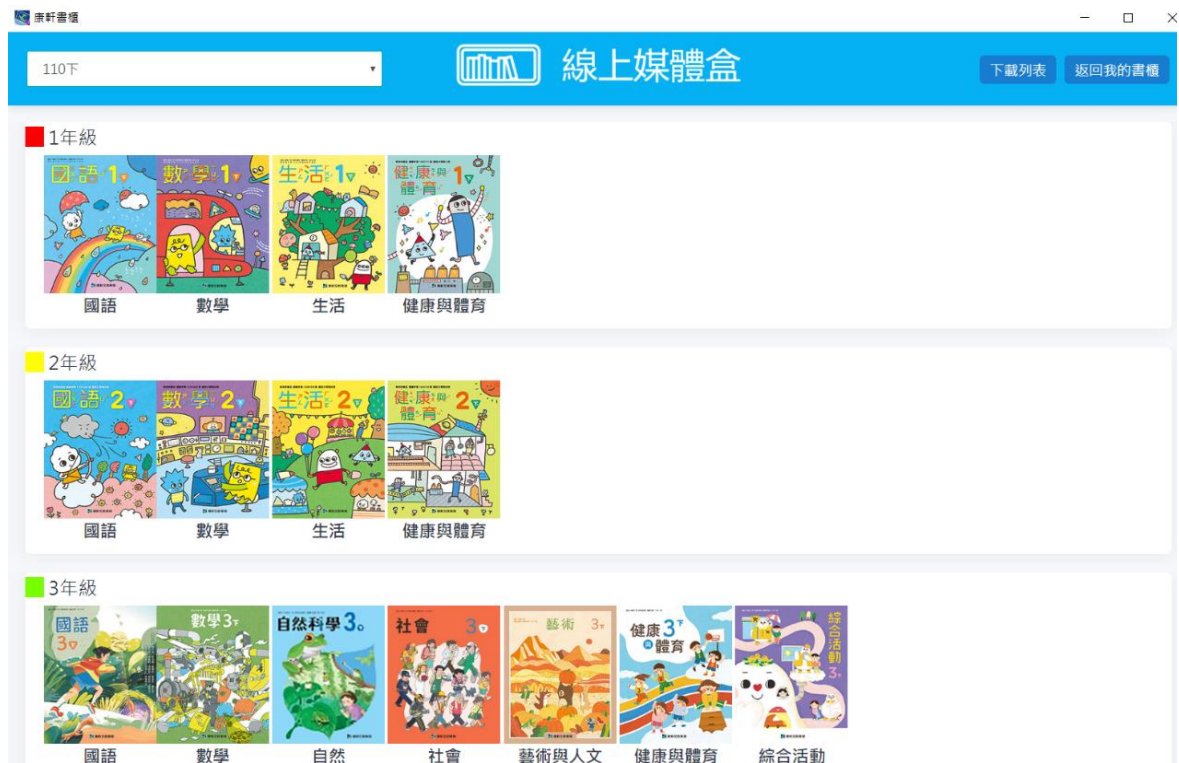 康軒書櫃
110下
線上媒體盒
下載列表
返回我的書櫃
1年級
國語1下
數學1下
生活1下
健康與
體育
1下
國語
數學
生活
健康與體育
2年級
國語2下
數學2下
生活2下
健康與
體育
2下
國語
數學
生活
健康與體育
3年級
國語
3下
數學3下
自然科學3下
社會 3下
藝術 3下
健康3下
與體育
綜合活動3下
國語
數學
自然
社會
藝術與人文
健康與體育
綜合活動